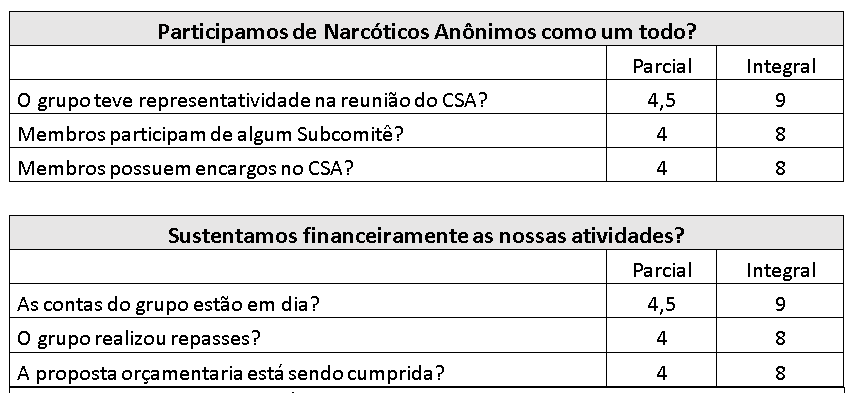 Participamos de Narcóticos Anônimos como um todo?
Parcial Integral
O grupo teve representatividade na reunião do CSA? 4,5 9
Membros participam de algum Subcomitê? 4 8
Membros possuem encargos no CSA? 4 8
Sustentamos financeiramente as nossas atividades?
Parcial Integral
As contas do grupo estão em dia? 4,5 9
O grupo realizou repasses? 4 8
A proposta orçamentaria está sendo cumprida? 4 8